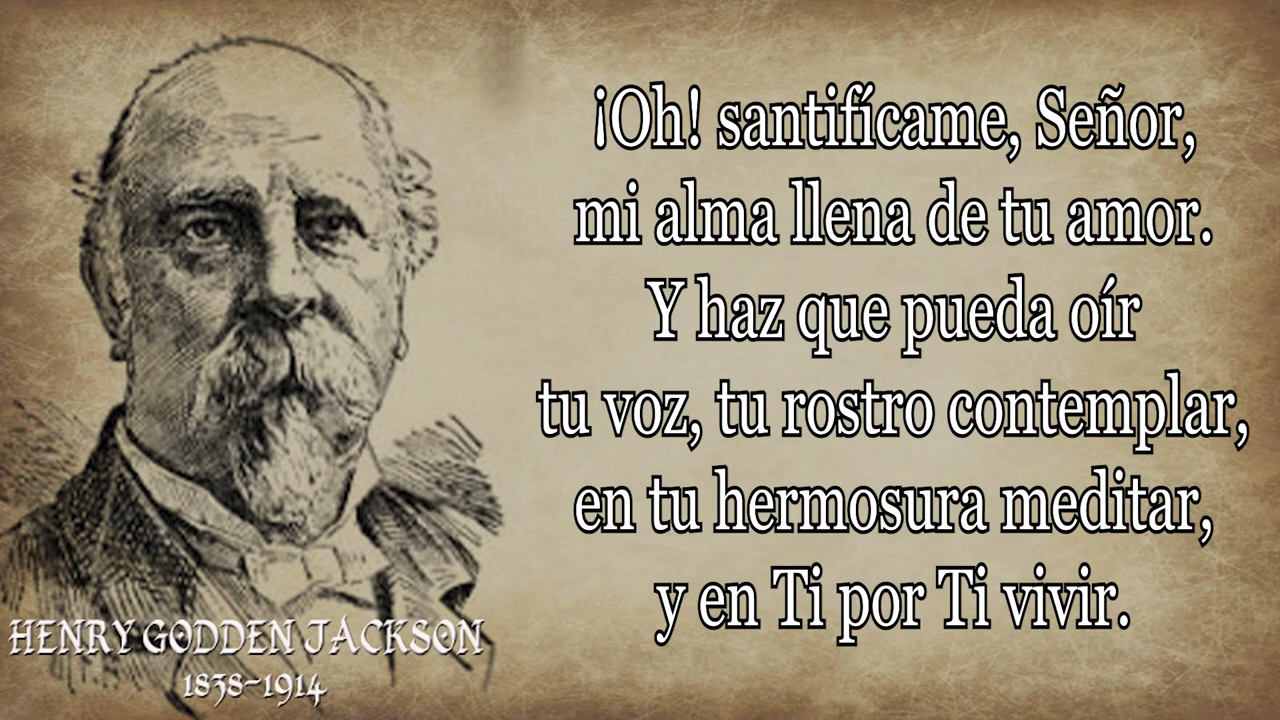 ¡Oh! santifícame, Señor,
mi alma llena de tu amor.
Y haz que pueda oír
tu voz, tu rostro contemplar,
en tu hermosura meditar,
y en Ti por Ti vivir.
HENRY GODDEN JACKSON
1838-1914